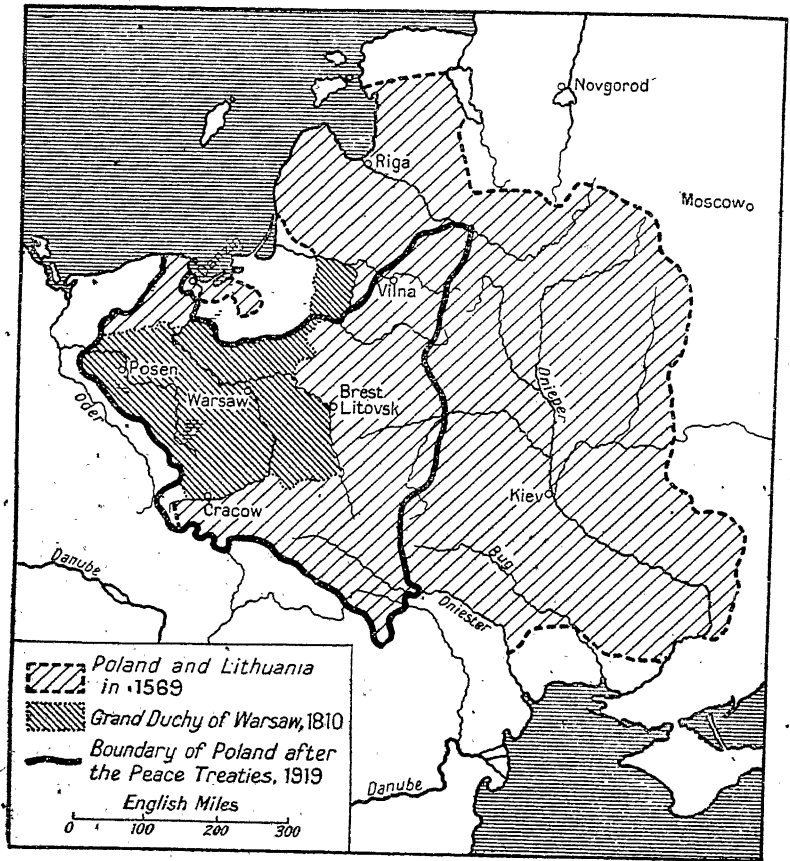 Novgorod
Riga
Moscow
Danzig
Vilna
Posen
Warsaw
Brest
Litovsk
Oder
Dnieper
Kiev
Cracow
Bug
Danube
Dniester
Poland and Lithuania
in 1569
Grand Duchy of Warsaw, 1810
Boundary of Poland after
the Peace Treaties, 1919
English Miles
0 100 200 300
Danube